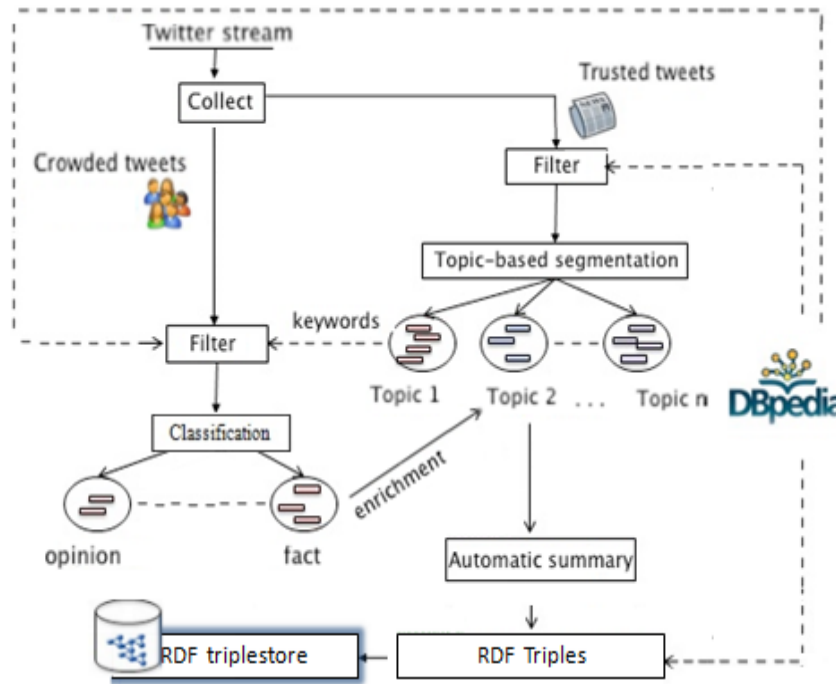 Twitter stream
Trusted tweets
Collect
Crowded tweets
Filter
Topic-based segmentation
keywords
Filter
Topic 1
Topic 2
. . .
Topic n
DBpedia
Classification
enrichment
opinion
fact
Automatic summary
RDF triplestore
RDF Triples